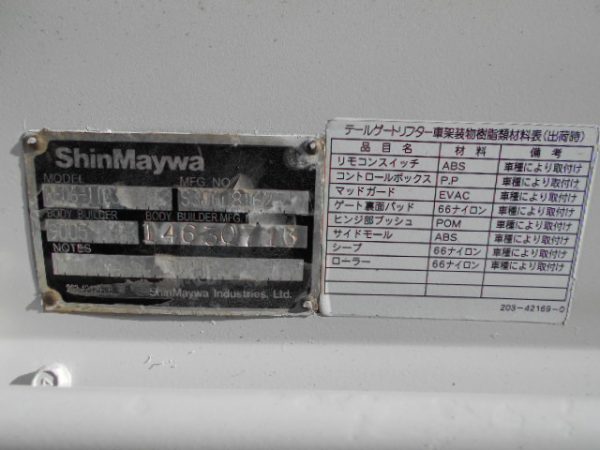 ShinMaywa
MODEL MFG. NO.
BODY BUILDER BODY BUILDER MFG.
NOTES
ShinMaywa Industries, Ltd.
テールゲートリフター車架装物樹脂類材料表(出荷時)
品目名 材料 備考
リモコンスイッチ ABS 車種により取付け
コントロールボックス P.P 車種により取付け
マッドガード EVAC 車種により取付け
ゲート裏面パッド 66ナイロン 車種により取付け
ヒンジ部ブッシュ POM 車種により取付け
サイドモール ABS 車種により取付け
シーブ 66ナイロン 車種により取付け
ローラー 66ナイロン 車種により取付け
203-42169-0